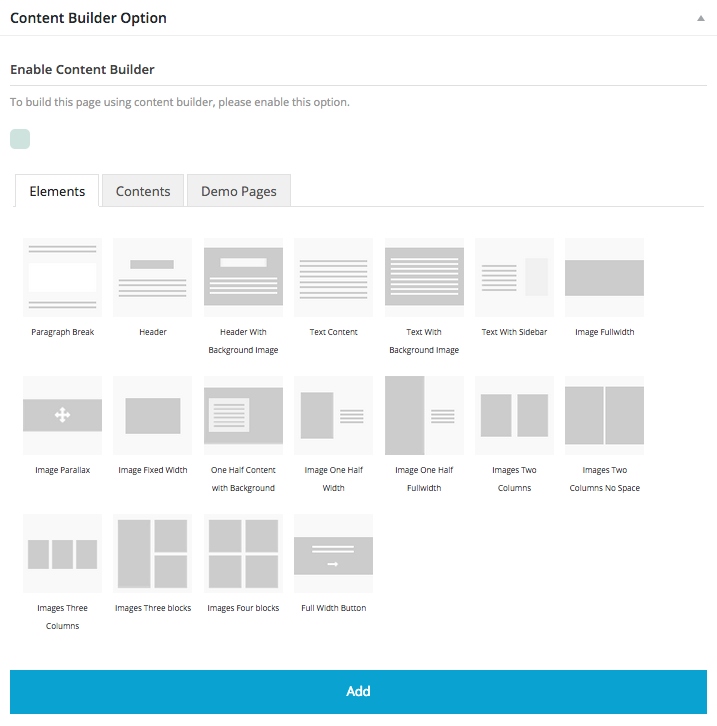 Content Builder Option
Enable Content Builder
To build this page using content builder, please enable this option.
Elements
Contents
Demo Pages
Paragraph Break
Header
Header With
Background Image
Text Content
Text With
Background Image
Text With Sidebar
Image Fullwidth
Image Parallax
Image Fixed Width
One Half Content
with Background
Image One Half
Width
Image One Half
Fullwidth
Images Two
Columns
Images Two
Columns No Space
Images Three
Columns
Images Three blocks
Images Four blocks
Full Width Button
Add